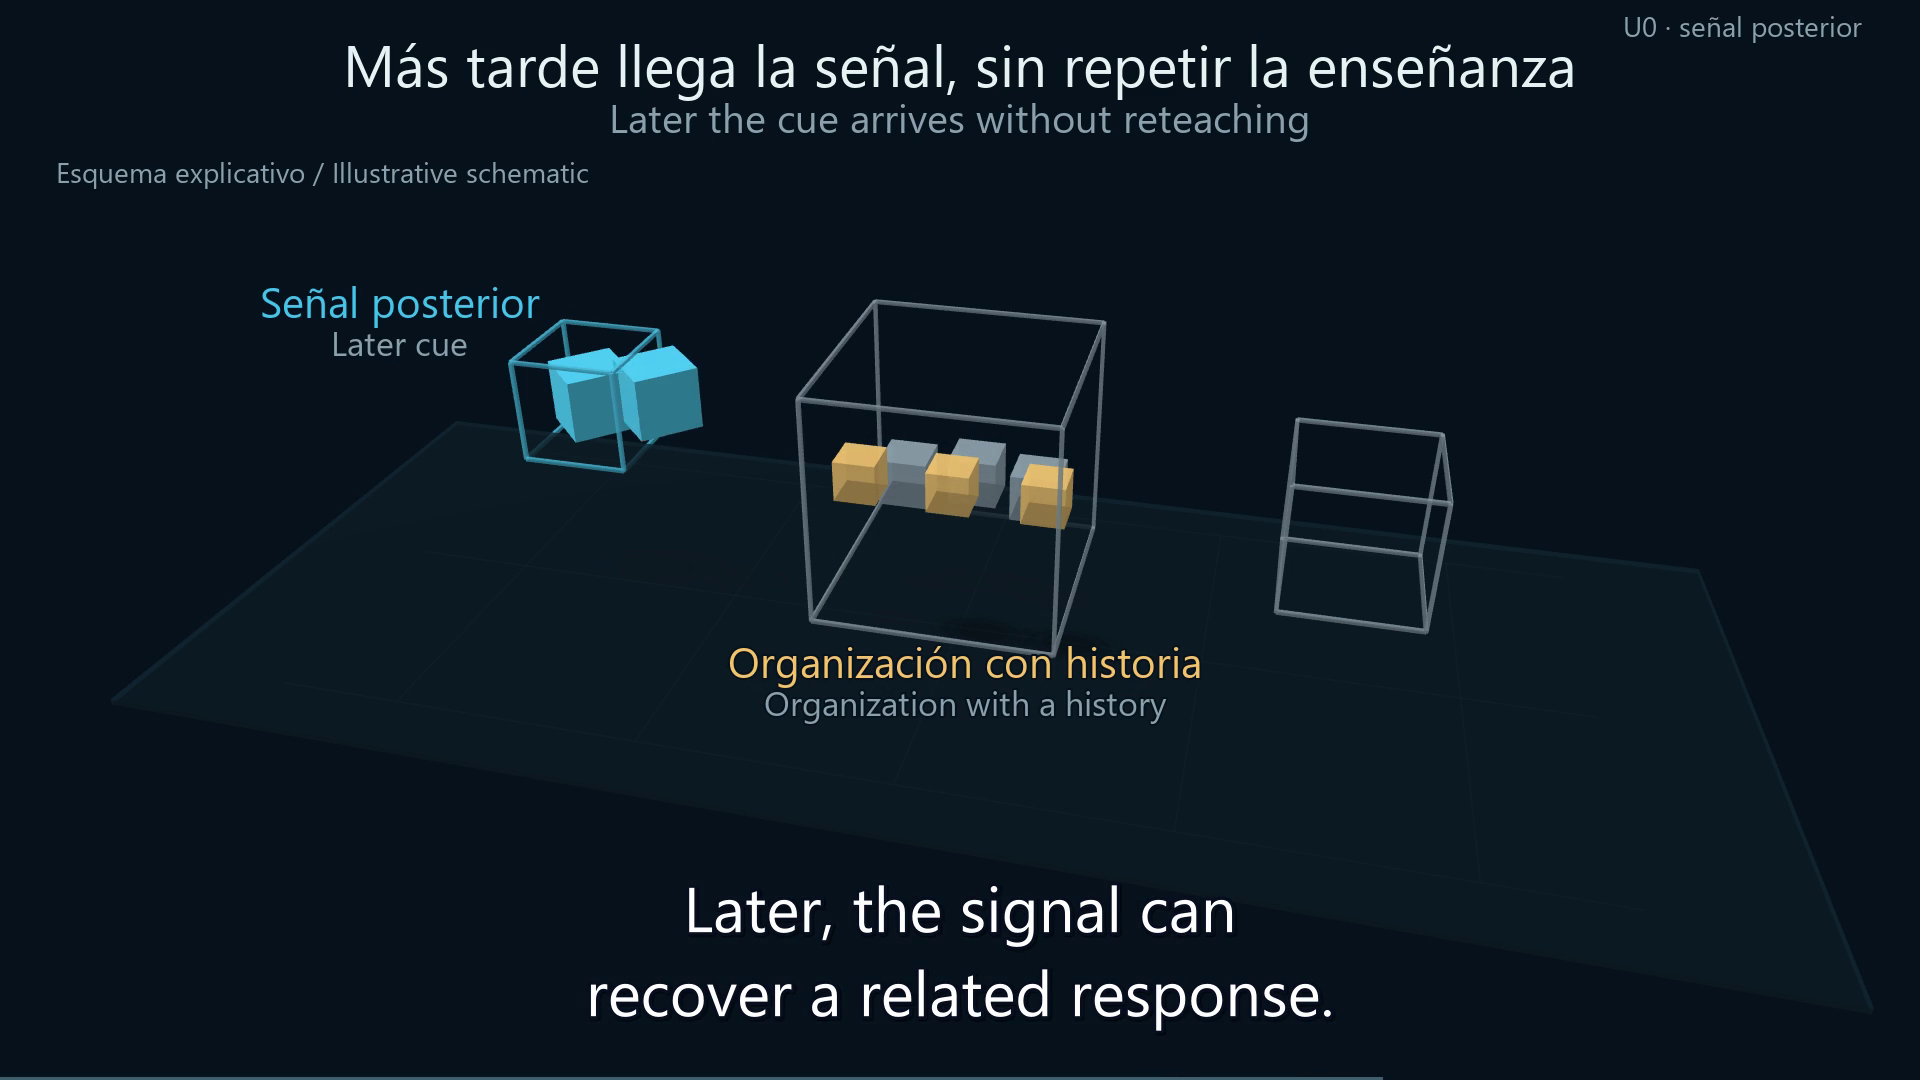 U0 · señal posterior
Más tarde llega la señal, sin repetir la enseñanza
Later the cue arrives without reteaching
Esquema explicativo / Illustrative schematic
Señal posterior
Later cue
Organización con historia
Organization with a history
Later, the signal can
recover a related response.